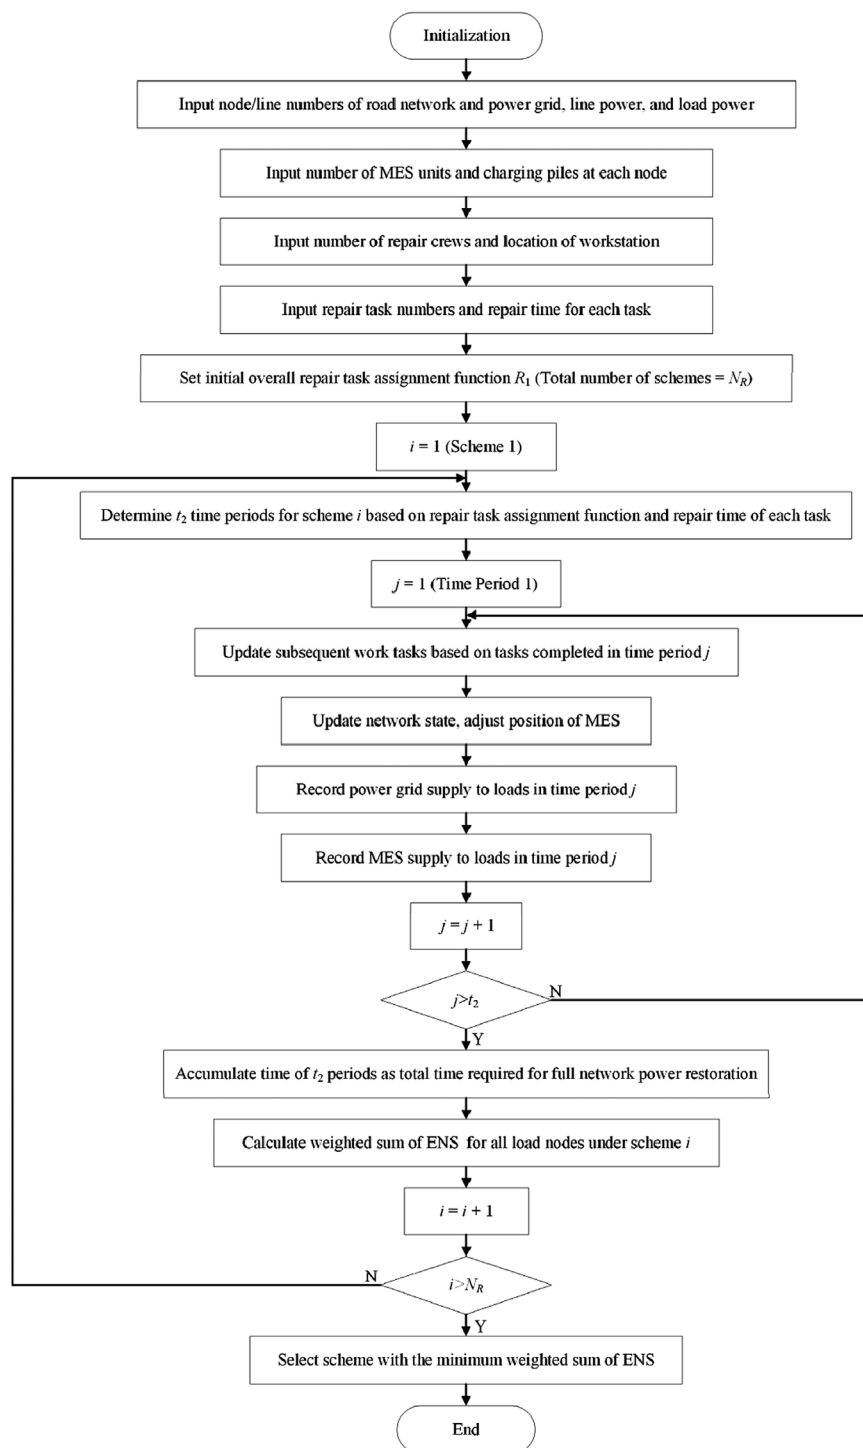 Initialization
Input node/line numbers of road network and power grid, line power, and load power
Input number of MES units and charging piles at each node
Input number of repair crews and location of workstation
Input repair task numbers and repair time for each task
Set initial overall repair task assignment function R₁ (Total number of schemes = N_R)
i = 1 (Scheme 1)
Determine t₂ time periods for scheme i based on repair task assignment function and repair time of each task
j = 1 (Time Period 1)
Update subsequent work tasks based on tasks completed in time period j
Update network state, adjust position of MES
Record power grid supply to loads in time period j
Record MES supply to loads in time period j
j = j + 1
j>t₂
N
Y
Accumulate time of t₂ periods as total time required for full network power restoration
Calculate weighted sum of ENS for all load nodes under scheme i
i = i + 1
N
i>N_R
Y
Select scheme with the minimum weighted sum of ENS
End